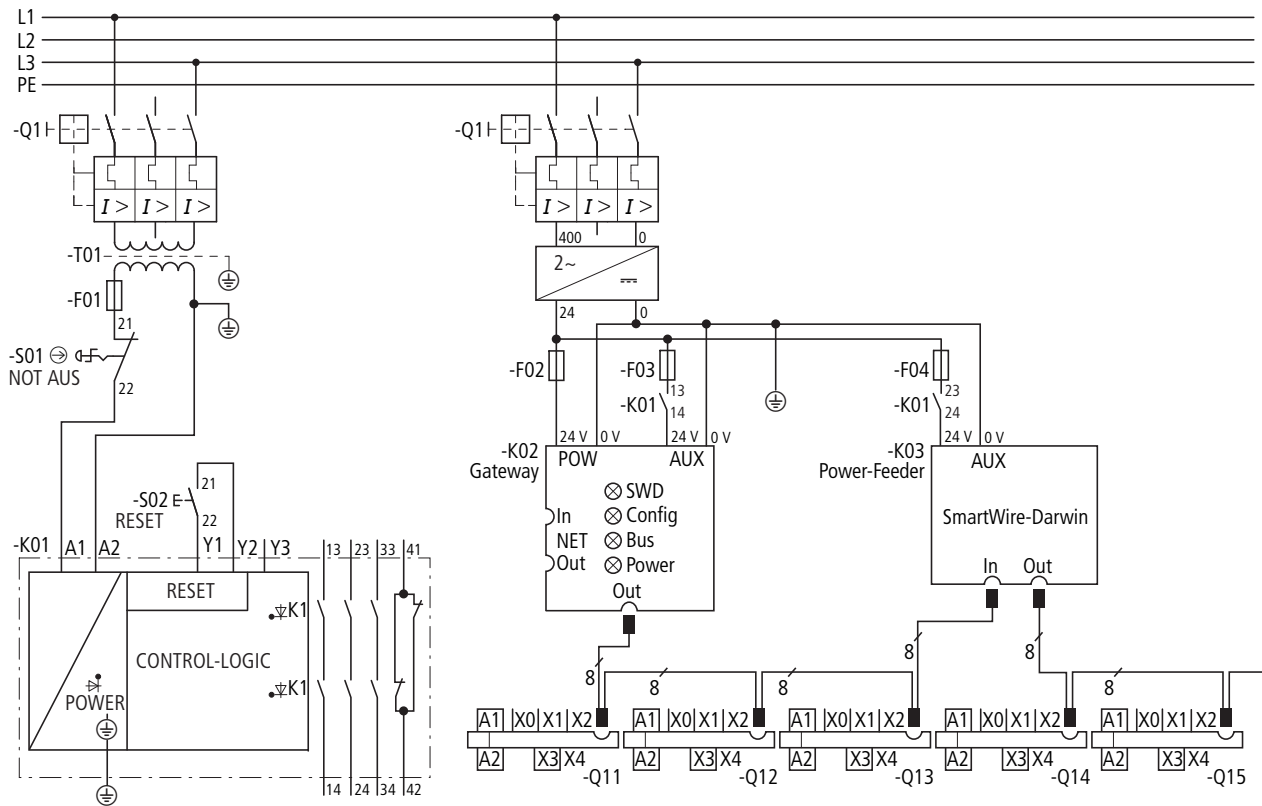 L1
L2
L3
PE
-Q1
-Q1
I > I > I >
I > I > I >
400 0
-T01
2~
-F01
24 0
21
-S01
NOT AUS
22
-F02
-F03
-F04
13
-K01
14
23
-K01
24
24 V 0 V 24 V 0 V
24 V 0 V
-K02
Gateway
POW AUX
-K03
Power-Feeder
AUX
SWD
Config
Bus
Power
In
NET
Out
Out
SmartWire-Darwin
In Out
21
-S02
RESET
22
-K01 A1 A2 Y1 Y2 Y3 13 23 33 41
RESET
K1
CONTROL-LOGIC
K1
POWER
14 24 34 42
8 8 8 8 8 8
A1 X0 X1 X2 A1 X0 X1 X2 A1 X0 X1 X2 A1 X0 X1 X2 A1 X0 X1 X2
A2 X3 X4 A2 X3 X4 A2 X3 X4 A2 X3 X4 A2 X3 X4
-Q11 -Q12 -Q13 -Q14 -Q15